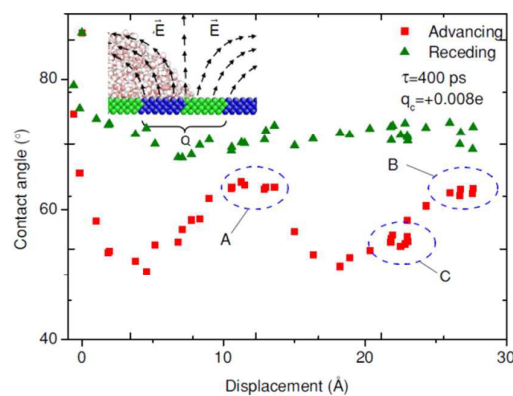 E⃗ E⃗
Q
■ Advancing
▲ Receding
τ=400 ps
q_c=+0.008e
A
B
C
80
60
40
0 10 20 30
Contact angle (°)
Displacement (Å)